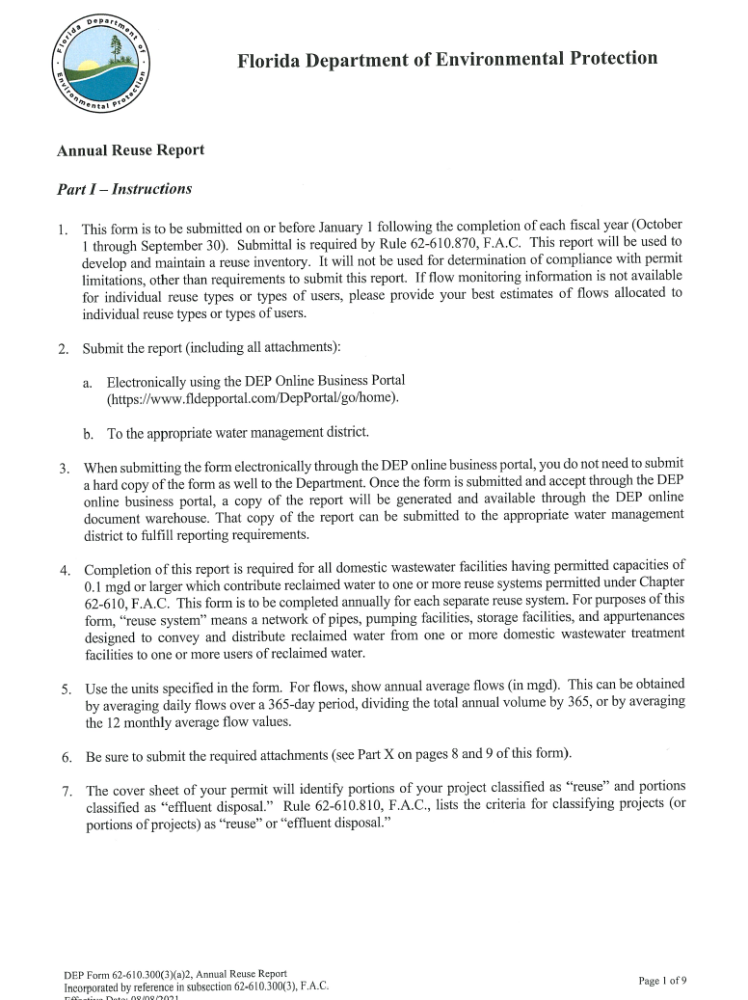 Florida Department of
Environmental Protection
Florida Department of Environmental Protection
Annual Reuse Report
Part I – Instructions
1. This form is to be submitted on or before January 1 following the completion of each fiscal year (October
1 through September 30). Submittal is required by Rule 62-610.870, F.A.C. This report will be used to
develop and maintain a reuse inventory. It will not be used for determination of compliance with permit
limitations, other than requirements to submit this report. If flow monitoring information is not available
for individual reuse types or types of users, please provide your best estimates of flows allocated to
individual reuse types or types of users.
2. Submit the report (including all attachments):
a. Electronically using the DEP Online Business Portal
(https://www.fldepportal.com/DepPortal/go/home).
b. To the appropriate water management district.
3. When submitting the form electronically through the DEP online business portal, you do not need to submit
a hard copy of the form as well to the Department. Once the form is submitted and accept through the DEP
online business portal, a copy of the report will be generated and available through the DEP online
document warehouse. That copy of the report can be submitted to the appropriate water management
district to fulfill reporting requirements.
4. Completion of this report is required for all domestic wastewater facilities having permitted capacities of
0.1 mgd or larger which contribute reclaimed water to one or more reuse systems permitted under Chapter
62-610, F.A.C. This form is to be completed annually for each separate reuse system. For purposes of this
form, “reuse system” means a network of pipes, pumping facilities, storage facilities, and appurtenances
designed to convey and distribute reclaimed water from one or more domestic wastewater treatment
facilities to one or more users of reclaimed water.
5. Use the units specified in the form. For flows, show annual average flows (in mgd). This can be obtained
by averaging daily flows over a 365-day period, dividing the total annual volume by 365, or by averaging
the 12 monthly average flow values.
6. Be sure to submit the required attachments (see Part X on pages 8 and 9 of this form).
7. The cover sheet of your permit will identify portions of your project classified as “reuse” and portions
classified as “effluent disposal.” Rule 62-610.810, F.A.C., lists the criteria for classifying projects (or
portions of projects) as “reuse” or “effluent disposal.”
DEP Form 62-610.300(3)(a)2, Annual Reuse Report
Incorporated by reference in subsection 62-610.300(3), F.A.C.
Effective Date: 08/08/2021
Page 1 of 9